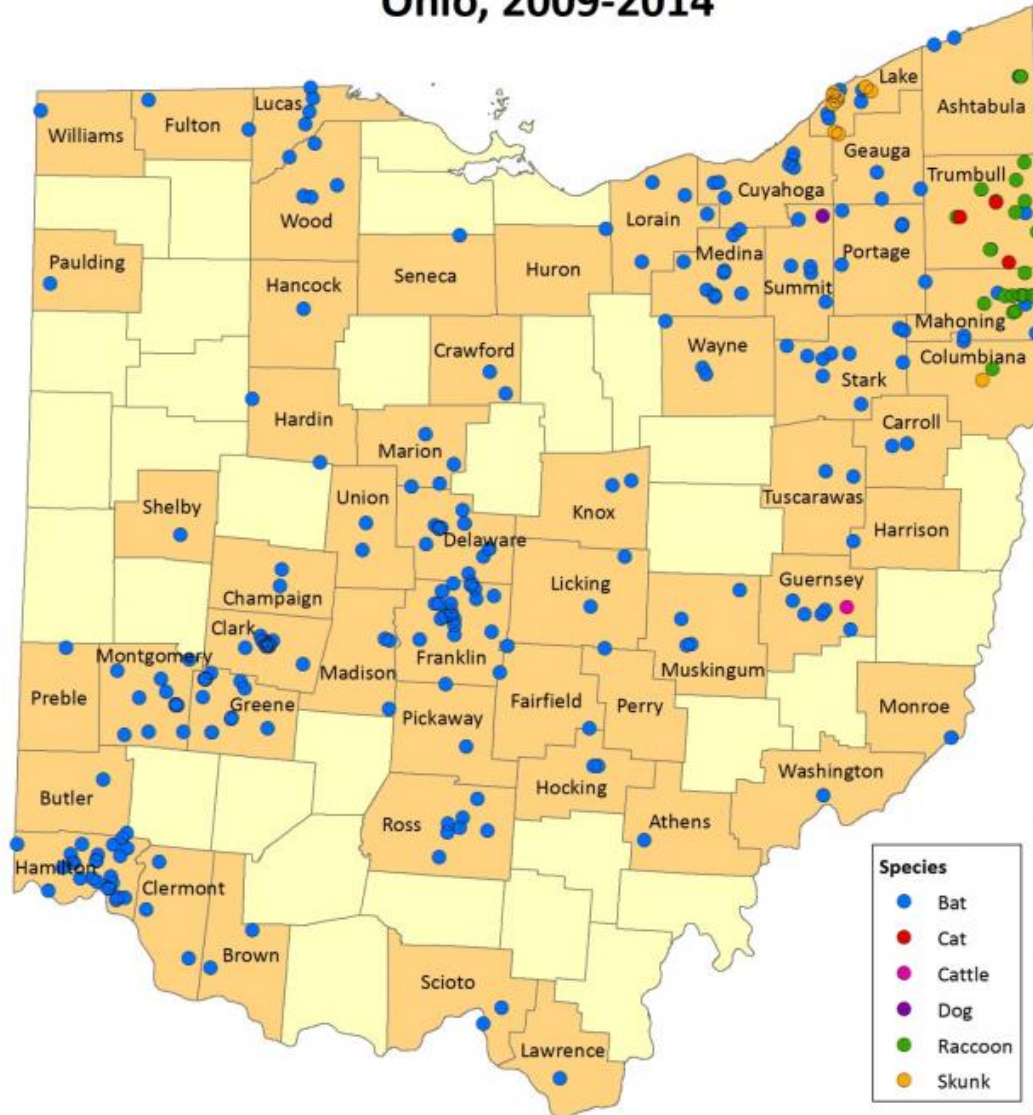 Ohio, 2009-2014
Lake
Ashtabula
Lucas
Fulton
Williams
Geauga
Trumbull
Cuyahoga
Wood
Lorain
Medina
Portage
Paulding
Seneca
Huron
Hancock
Summit
Mahoning
Wayne
Columbiana
Crawford
Stark
Hardin
Carroll
Marion
Union
Tuscarawas
Shelby
Knox
Harrison
Delaware
Guernsey
Licking
Champaign
Clark
Montgomery
Franklin
Madison
Muskingum
Preble
Greene
Fairfield
Perry
Monroe
Pickaway
Washington
Hocking
Butler
Ross
Athens
Hamilton
Clermont
Brown
Scioto
Lawrence
Species
Bat
Cat
Cattle
Dog
Raccoon
Skunk